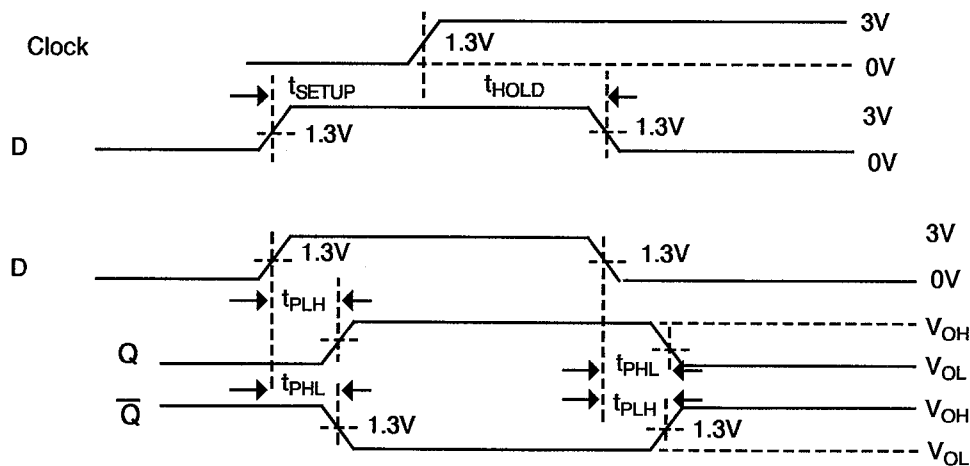 Clock 1.3V 3V
0V
tSETUP tHOLD
D 1.3V 1.3V 3V
0V
D 1.3V 1.3V 3V
0V
tPLH
Q VOH
tPHL VOL
tPHL tPLH
Q VOH
1.3V 1.3V
VOL